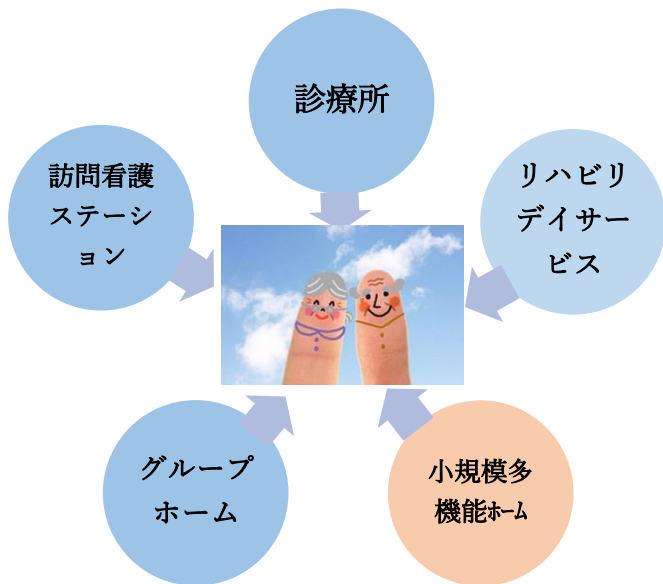 診療所
訪問看護
ステーシ
ョン
リハビリ
デイサー
ビス
グループ
ホーム
小規模多
機能ﾎｰﾑ